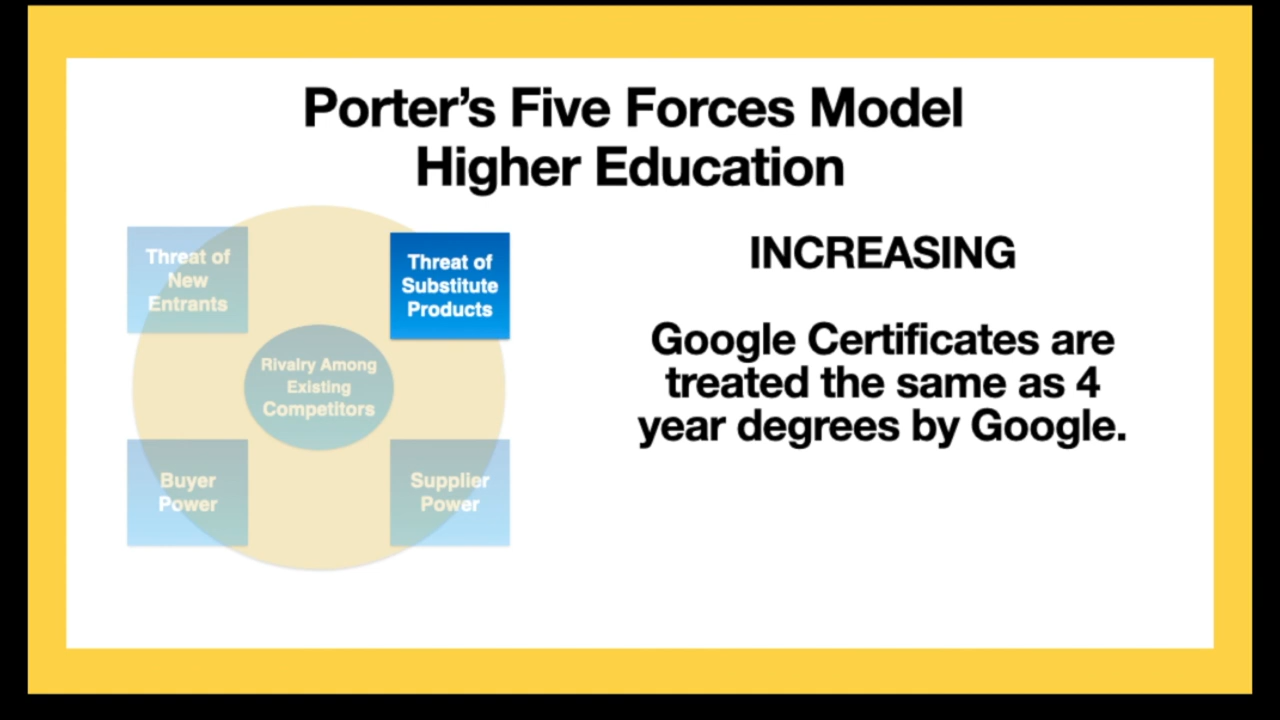 Porter’s Five Forces Model
Higher Education
Threat of
New
Entrants
Threat of
Substitute
Products
Rivalry Among
Existing
Competitors
Buyer
Power
Supplier
Power
INCREASING
Google Certificates are
treated the same as 4
year degrees by Google.